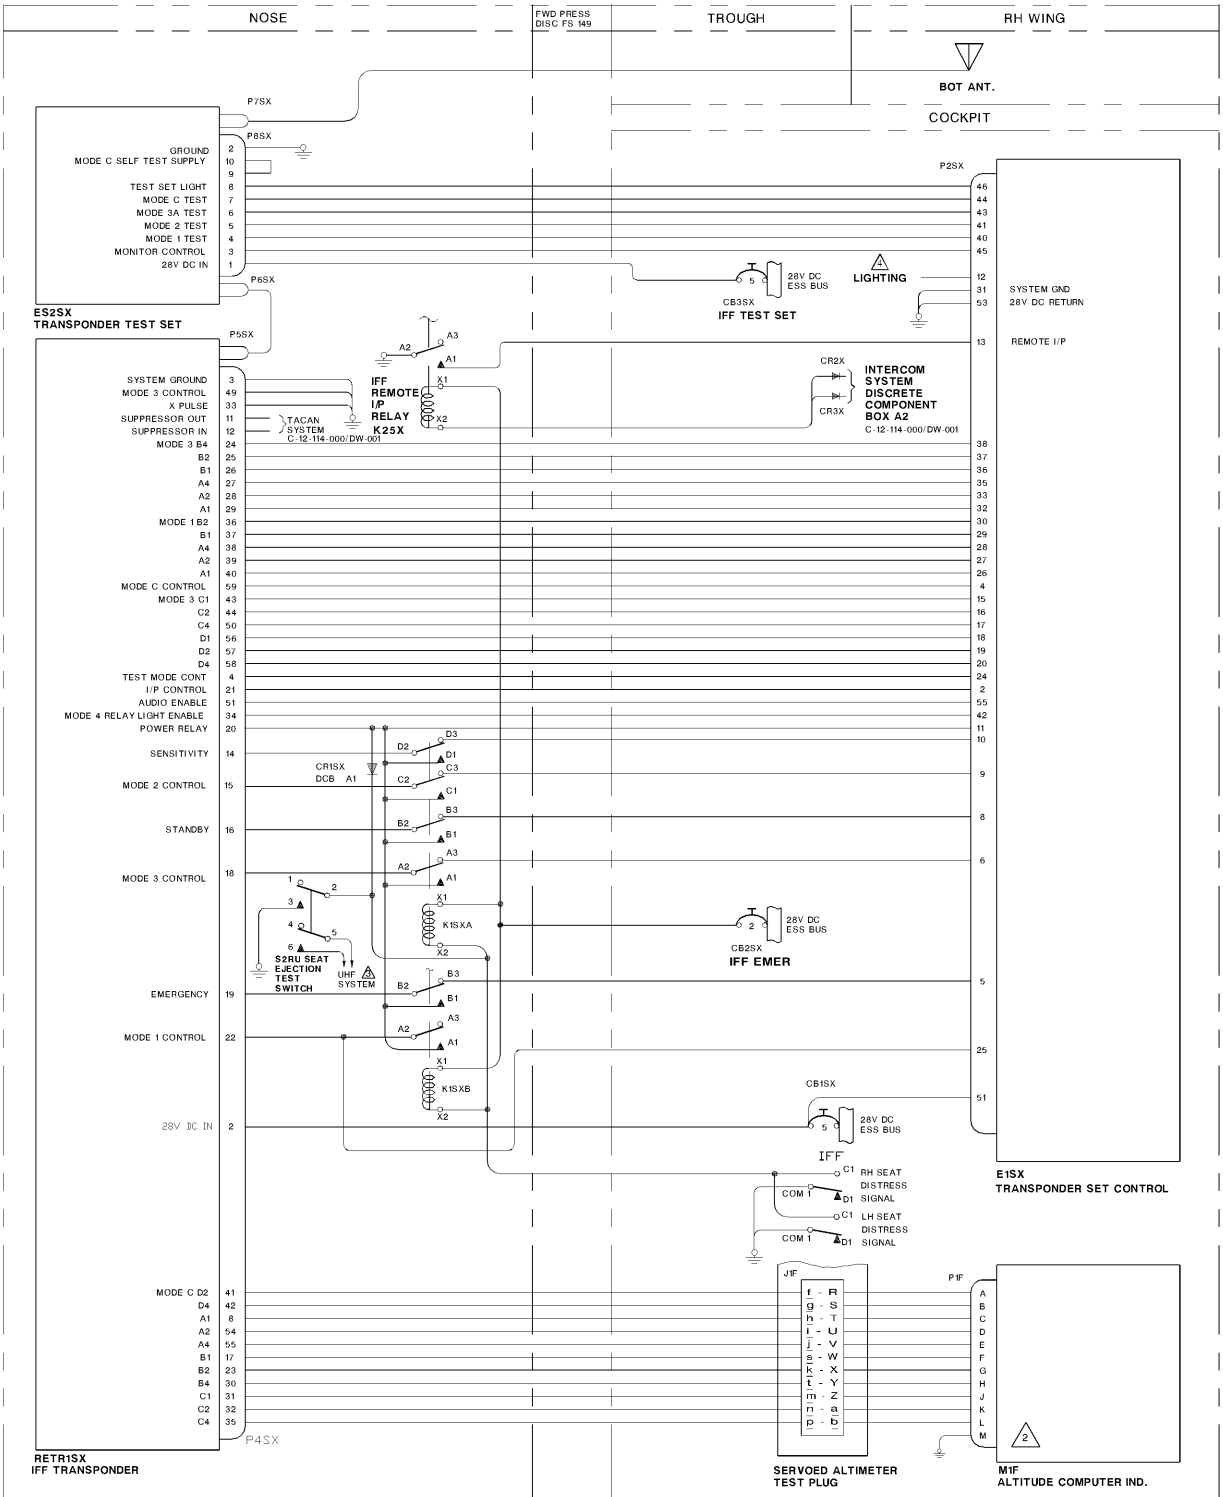 NOSE
FWD PRESS
DISC FS 149
TROUGH
RH WING
BOT ANT.
COCKPIT
P7SX
P8SX
GROUND 2
MODE C SELF TEST SUPPLY 10
9
TEST SET LIGHT 8
MODE C TEST 7
MODE 3A TEST 6
MODE 2 TEST 5
MODE 1 TEST 4
MONITOR CONTROL 3
28V DC IN 1
P6SX
ES2SX
TRANSPONDER TEST SET
P5SX
P2SX
46
44
43
41
40
45
12
31 SYSTEM GND
53 28V DC RETURN
13 REMOTE I/P
4
LIGHTING
5
28V DC
ESS BUS
CB3SX
IFF TEST SET
A3
A2
A1
X1
X2
IFF
REMOTE
I/P
RELAY
K25X
CR2X
CR3X
INTERCOM
SYSTEM
DISCRETE
COMPONENT
BOX A2
C-12-114-000/DW-001
SYSTEM GROUND 3
MODE 3 CONTROL 49
X PULSE 33
SUPPRESSOR OUT 11
SUPPRESSOR IN 12
TACAN
SYSTEM
C-12-114-000/DW-001
MODE 3 B4 24 38
B2 25 37
B1 26 36
A4 27 35
A2 28 33
A1 29 32
MODE 1 B2 36 30
B1 37 29
A4 38 28
A2 39 27
A1 40 26
MODE C CONTROL 59 4
MODE 3 C1 43 15
C2 44 16
C4 50 17
D1 56 18
D2 57 19
D4 58 20
TEST MODE CONT 4 24
I/P CONTROL 21 2
AUDIO ENABLE 51 55
MODE 4 RELAY LIGHT ENABLE 34 42
POWER RELAY 20 11
D3 10
SENSITIVITY 14 D2
D1
CR1SX
DCB A1
C3 9
MODE 2 CONTROL 15 C2
C1
B3 8
STANDBY 16 B2
B1
A3 6
MODE 3 CONTROL 18 A2
A1
1
2
3
4
5
6
S2RU SEAT
EJECTION
TEST
SWITCH
UHF
SYSTEM
3
X1
K1SXA
X2
2
28V DC
ESS BUS
CB2SX
IFF EMER
B3 5
EMERGENCY 19 B2
B1
A3
MODE 1 CONTROL 22 A2
A1
25
X1
K1SXB
X2
CB1SX
51
28V DC IN 2
5
28V DC
ESS BUS
IFF
C1 RH SEAT
DISTRESS
SIGNAL
COM 1
D1
C1 LH SEAT
DISTRESS
SIGNAL
COM 1
D1
E1SX
TRANSPONDER SET CONTROL
J1F
P1F
MODE C D2 41 f - R A
D4 42 g - S B
A1 8 h - T C
A2 54 i - U D
A4 55 j - V E
B1 17 s - W F
B2 23 k - X G
B4 30 t - Y H
C1 31 m - Z J
C2 32 n - a K
C4 35 p - b L
M
2
P4SX
RETR1SX
IFF TRANSPONDER
SERVOED ALTIMETER
TEST PLUG
M1F
ALTITUDE COMPUTER IND.